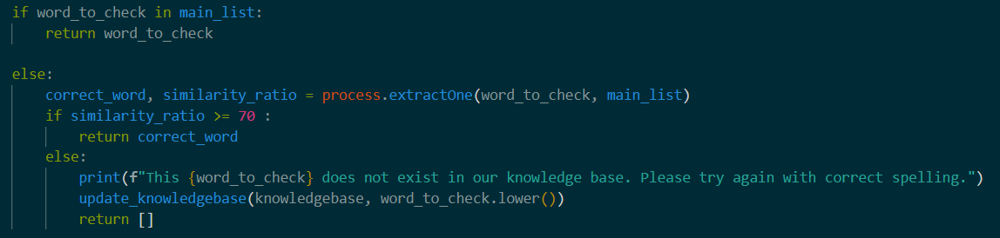 if word_to_check in main_list:
    return word_to_check

else:
    correct_word, similarity_ratio = process.extractOne(word_to_check, main_list)
    if similarity_ratio >= 70 :
        return correct_word
    else:
        print(f"This {word_to_check} does not exist in our knowledge base. Please try again with correct spelling.")
        update_knowledgebase(knowledgebase, word_to_check.lower())
        return []